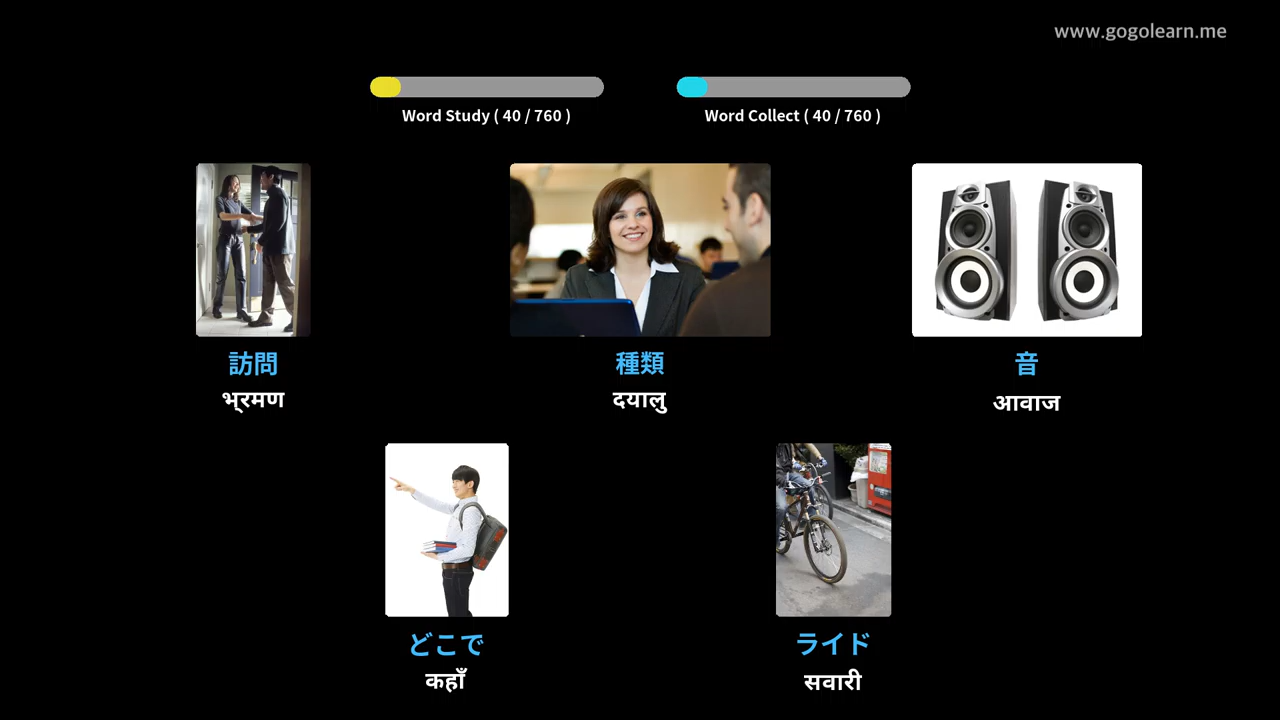 www.gogolearn.me
Word Study ( 40 / 760 )
Word Collect ( 40 / 760 )
訪問
भ्रमण
種類
दयालु
音
आवाज
どこで
कहाँ
ライド
सवारी